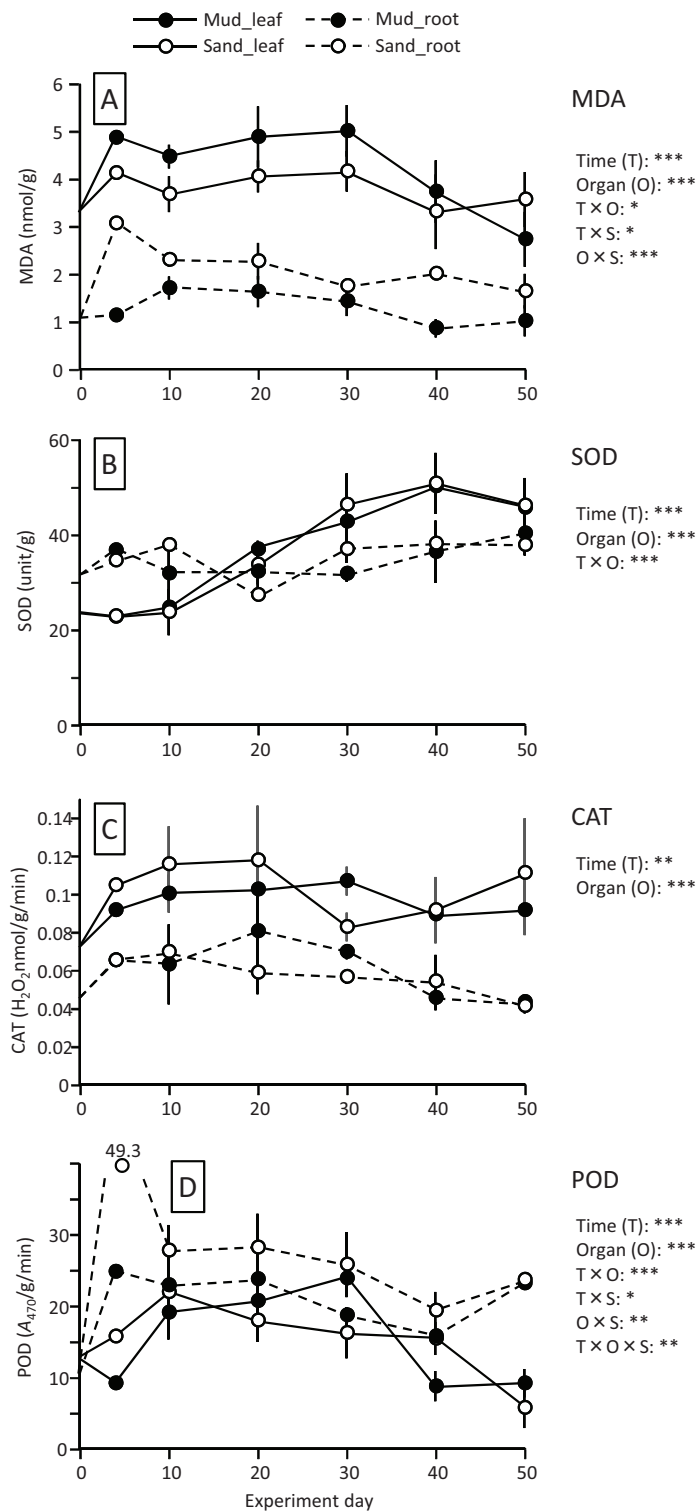 Mud_leaf Mud_root
Sand_leaf Sand_root
A
MDA (nmol/g)
6
5
4
3
2
1
0
0 10 20 30 40 50
MDA
Time (T): ***
Organ (O): ***
T×O: *
T×S: *
O×S: ***
B
SOD (unit/g)
60
40
20
0
0 10 20 30 40 50
SOD
Time (T): ***
Organ (O): ***
T×O: ***
C
CAT (H₂O₂nmol/g/min)
0.14
0.12
0.1
0.08
0.06
0.04
0.02
0
0 10 20 30 40 50
CAT
Time (T): **
Organ (O): ***
49.3
D
POD (A₄₇₀/g/min)
30
20
10
0
0 10 20 30 40 50
POD
Time (T): ***
Organ (O): ***
T×O: ***
T×S: *
O×S: **
T×O×S: **
Experiment day